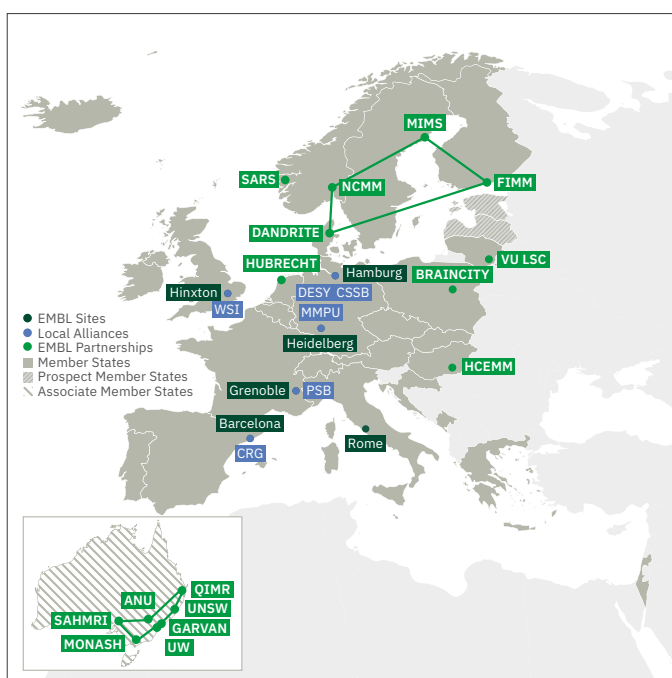 MIMS
SARS
NCMM
FIMM
DANDRITE
VU LSC
HUBRECHT
Hamburg
BRAINCITY
Hinxton
DESY CSSB
WSI
MMPU
EMBL Sites
Local Alliances
EMBL Partnerships
Member States
Prospect Member States
Associate Member States
Heidelberg
HCEMM
Grenoble
PSB
Barcelona
Rome
CRG
QIMR
ANU
UNSW
SAHMRI
GARVAN
MONASH
UW